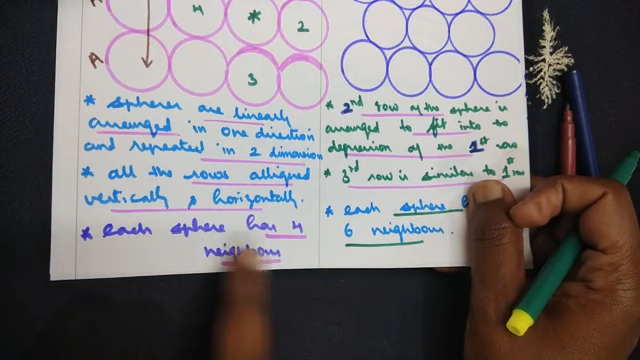 A 4 * 2
A 3
* spheres are linearly
arranged in one direction
and repeated in 2 dimension
* all the rows alligned
vertically & horizontally.
* each sphere has 4
neighbours
* 2nd row of the sphere is
arranged to fit into to
depression of the 1st row
* 3rd row is similar to 1st
* each sphere
6 neighbours.